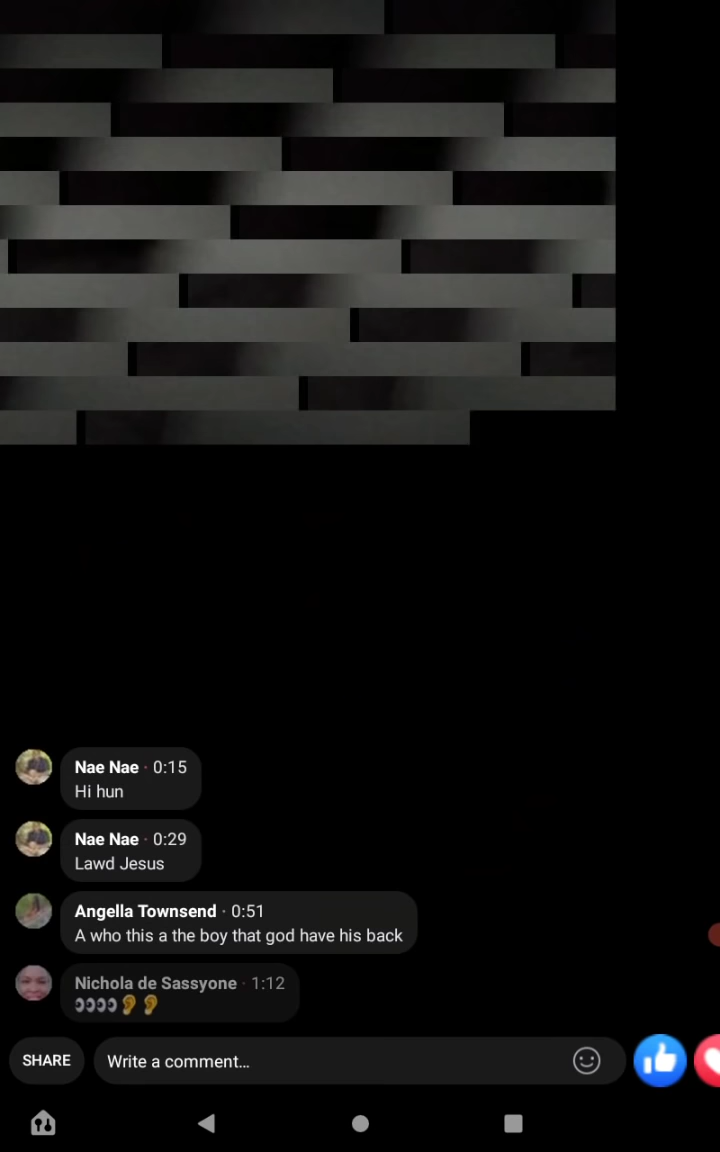 Nae Nae · 0:15
Hi hun
Nae Nae · 0:29
Lawd Jesus
Angella Townsend · 0:51
A who this a the boy that god have his back
Nichola de Sassyone · 1:12
👀👀👂👂
SHARE
Write a comment...